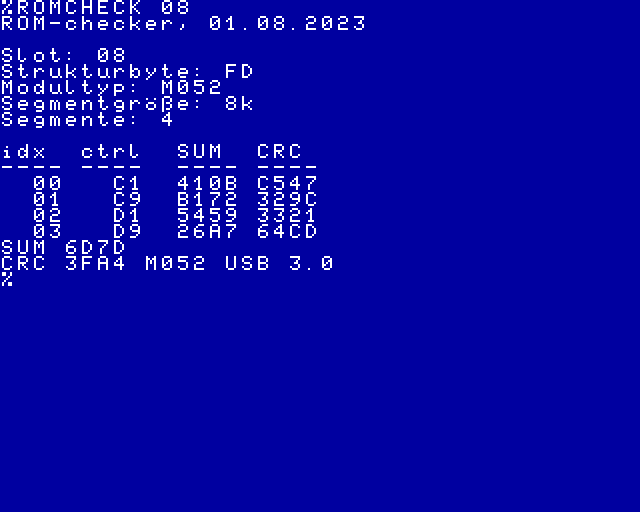 %ROMCHECK 08
ROM-checker, 01.08.2023
Slot: 08
Strukturbyte: FD
Modultyp: M052
Segmentgröße: 8k
Segmente: 4
idx  ctrl  SUM  CRC
---- ----  ---- ----
  00   C1  410B C547
  01   C9  B172 329C
  02   D1  5459 3321
  03   D9  26A7 64CD
SUM 6D7D
CRC 3FA4 M052 USB 3.0
%